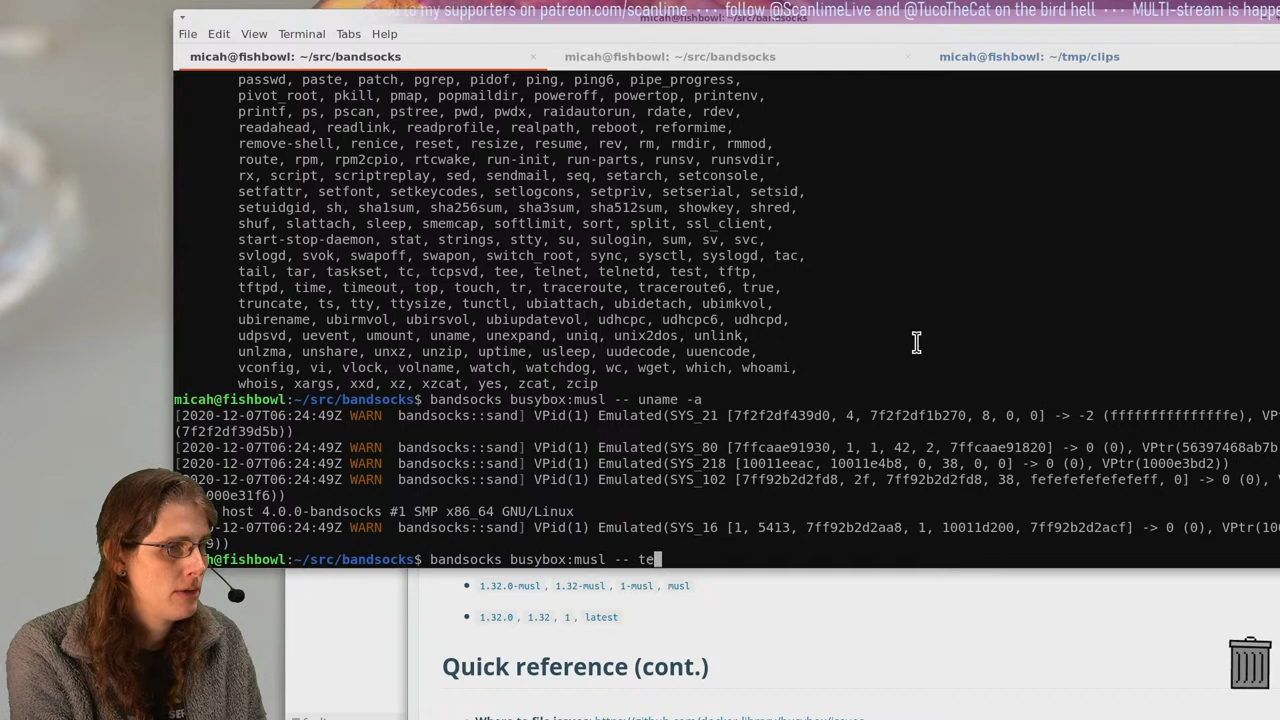 ed to my supporters on patreon.com/scanlime ··· follow @ScanlimeLive and @TucoTheCat on the bird hell ··· MULTI-stream is happe
micah@fishbowl: ~/src/bandsocks
File Edit View Terminal Tabs Help
micah@fishbowl: ~/src/bandsocks × micah@fishbowl: ~/src/bandsocks × micah@fishbowl: ~/tmp/clips
passwd, paste, patch, pgrep, pidof, ping, ping6, pipe_progress,
pivot_root, pkill, pmap, popmaildir, poweroff, powertop, printenv,
printf, ps, pscan, pstree, pwd, pwdx, raidautorun, rdate, rdev,
readahead, readlink, readprofile, realpath, reboot, reformime,
remove-shell, renice, reset, resize, resume, rev, rm, rmdir, rmmod,
route, rpm, rpm2cpio, rtcwake, run-init, run-parts, runsv, runsvdir,
rx, script, scriptreplay, sed, sendmail, seq, setarch, setconsole,
setfattr, setfont, setkeycodes, setlogcons, setpriv, setserial, setsid,
setuidgid, sh, sha1sum, sha256sum, sha3sum, sha512sum, showkey, shred,
shuf, slattach, sleep, smemcap, softlimit, sort, split, ssl_client,
start-stop-daemon, stat, strings, stty, su, sulogin, sum, sv, svc,
svlogd, svok, swapoff, swapon, switch_root, sync, sysctl, syslogd, tac,
tail, tar, taskset, tc, tcpsvd, tee, telnet, telnetd, test, tftp,
tftpd, time, timeout, top, touch, tr, traceroute, traceroute6, true,
truncate, ts, tty, ttysize, tunctl, ubiattach, ubidetach, ubimkvol,
ubirename, ubirmvol, ubirsvol, ubiupdatevol, udhcpc, udhcpc6, udhcpd,
udpsvd, uevent, umount, uname, unexpand, uniq, unix2dos, unlink,
unlzma, unshare, unxz, unzip, uptime, usleep, uudecode, uuencode,
vconfig, vi, vlock, volname, watch, watchdog, wc, wget, which, whoami,
whois, xargs, xxd, xz, xzcat, yes, zcat, zcip
micah@fishbowl:~/src/bandsocks$ bandsocks busybox:musl -- uname -a
[2020-12-07T06:24:49Z WARN bandsocks::sand] VPid(1) Emulated(SYS_21 [7f2f2df439d0, 4, 7f2f2df1b270, 8, 0, 0] -> -2 (fffffffffffffffe), VP
(7f2f2df39d5b))
[2020-12-07T06:24:49Z WARN bandsocks::sand] VPid(1) Emulated(SYS_80 [7ffcaae91930, 1, 1, 42, 2, 7ffcaae91820] -> 0 (0), VPtr(56397468ab7b
[2020-12-07T06:24:49Z WARN bandsocks::sand] VPid(1) Emulated(SYS_218 [10011eeac, 10011e4b8, 0, 38, 0, 0] -> 0 (0), VPtr(1000e3bd2))
[2020-12-07T06:24:49Z WARN bandsocks::sand] VPid(1) Emulated(SYS_102 [7ff92b2d2fd8, 2f, 7ff92b2d2fd8, 38, fefefefefefefeff, 0] -> 0 (0), V
000e31f6))
host 4.0.0-bandsocks #1 SMP x86_64 GNU/Linux
-12-07T06:24:49Z WARN bandsocks::sand] VPid(1) Emulated(SYS_16 [1, 5413, 7ff92b2d2aa8, 1, 10011d200, 7ff92b2d2acf] -> 0 (0), VPtr(10
9))
h@fishbowl:~/src/bandsocks$ bandsocks busybox:musl -- te
1.32.0-musl, 1.32-musl, 1-musl, musl
1.32.0, 1.32, 1, latest
Quick reference (cont.)